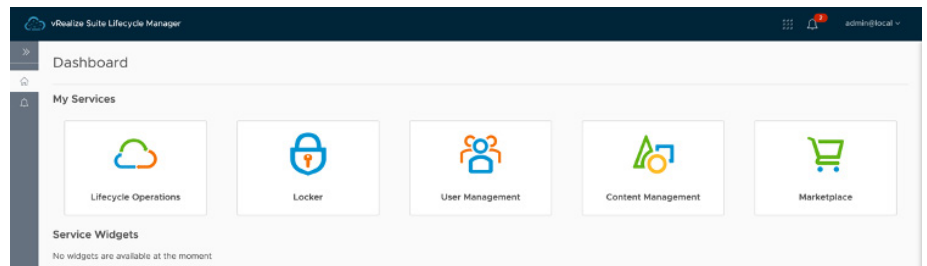 vRealize Suite Lifecycle Manager
2
admin@local
Dashboard
My Services
Lifecycle Operations
Locker
User Management
Content Management
Marketplace
Service Widgets
No widgets are available at the moment